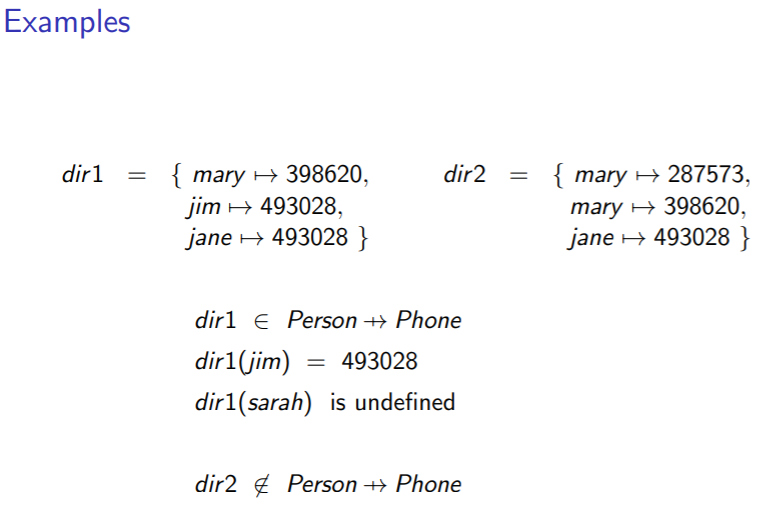 Examples
dir1 = { mary ↦ 398620,
jim ↦ 493028,
jane ↦ 493028 }
dir2 = { mary ↦ 287573,
mary ↦ 398620,
jane ↦ 493028 }
dir1 ∈ Person ⇸ Phone
dir1(jim) = 493028
dir1(sarah) is undefined
dir2 ∉ Person ⇸ Phone